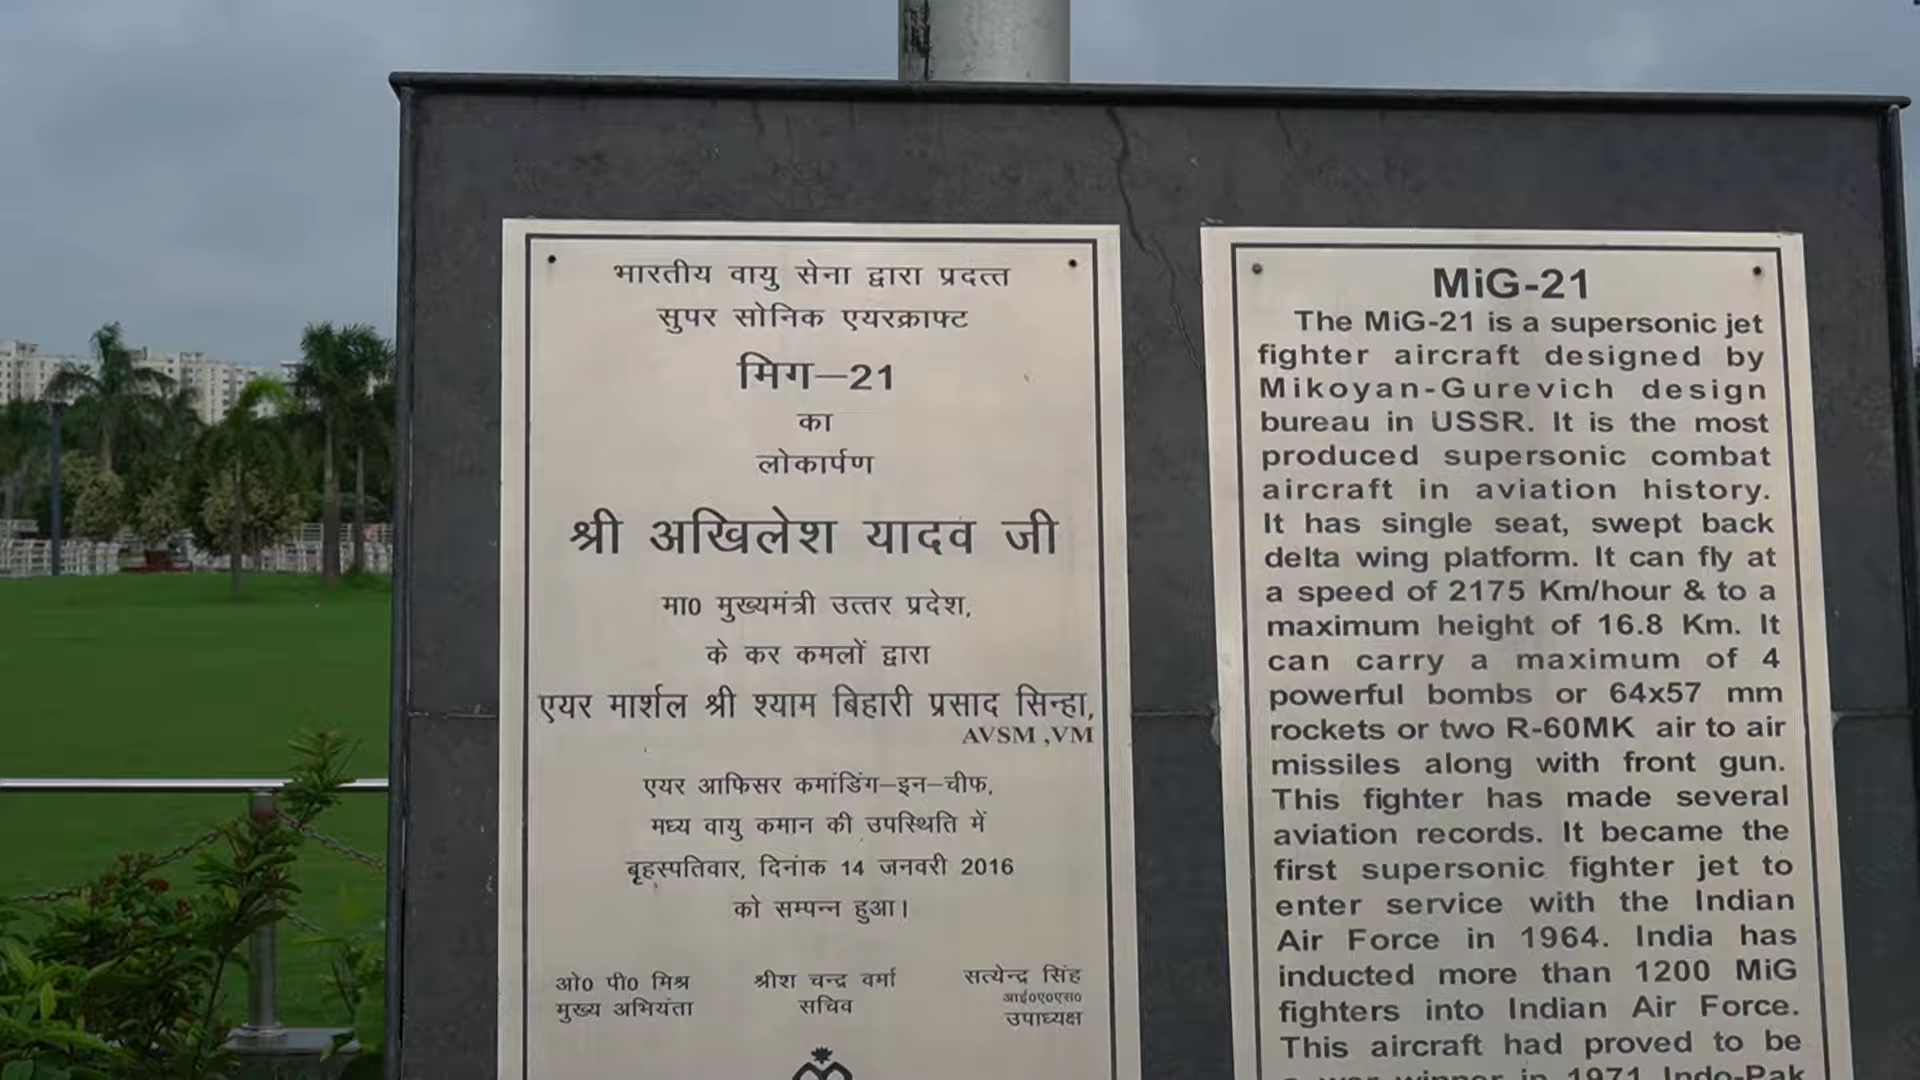 भारतीय वायु सेना द्वारा प्रदत्त
सुपर सोनिक एयरक्राफ्ट
मिग–21
का
लोकार्पण
श्री अखिलेश यादव जी
मा0 मुख्यमंत्री उत्तर प्रदेश,
के कर कमलों द्वारा
एयर मार्शल श्री श्याम बिहारी प्रसाद सिन्हा,
AVSM ,VM
एयर आफिसर कमांडिंग–इन–चीफ,
मध्य वायु कमान की उपस्थिति में
बृहस्पतिवार, दिनांक 14 जनवरी 2016
को सम्पन्न हुआ।
ओ0 पी0 मिश्र
मुख्य अभियंता
श्रीश चन्द्र वर्मा
सचिव
सत्येन्द्र सिंह
आई०ए०एस०
उपाध्यक्ष
MiG-21
The MiG-21 is a supersonic jet
fighter aircraft designed by
Mikoyan-Gurevich design
bureau in USSR. It is the most
produced supersonic combat
aircraft in aviation history.
It has single seat, swept back
delta wing platform. It can fly at
a speed of 2175 Km/hour & to a
maximum height of 16.8 Km. It
can carry a maximum of 4
powerful bombs or 64x57 mm
rockets or two R-60MK air to air
missiles along with front gun.
This fighter has made several
aviation records. It became the
first supersonic fighter jet to
enter service with the Indian
Air Force in 1964. India has
inducted more than 1200 MiG
fighters into Indian Air Force.
This aircraft had proved to be
a war winner in 1971 Indo-Pak